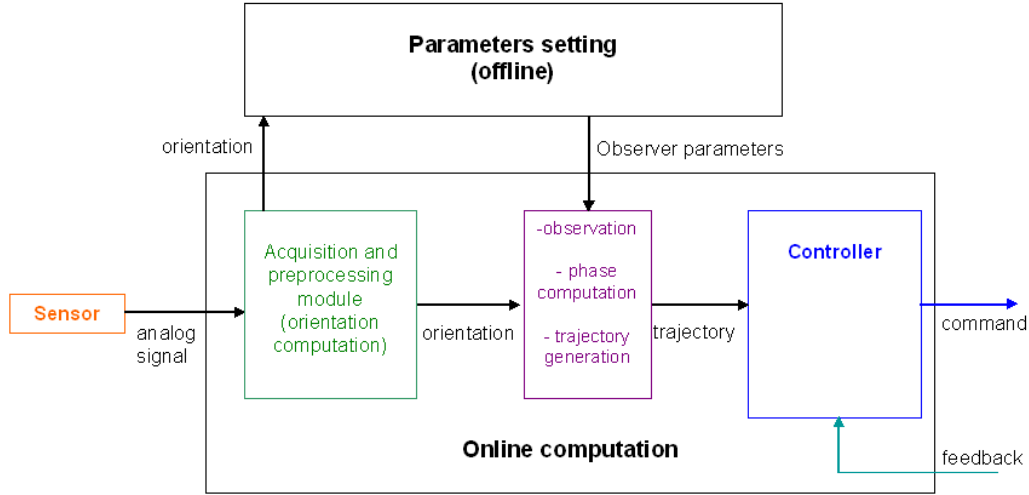 Parameters setting
(offline)
orientation
Observer parameters
Acquisition and
preprocessing
module
(orientation
computation)
-observation
- phase
computation
- trajectory
generation
Controller
Sensor
analog
signal
orientation
trajectory
command
Online computation
feedback